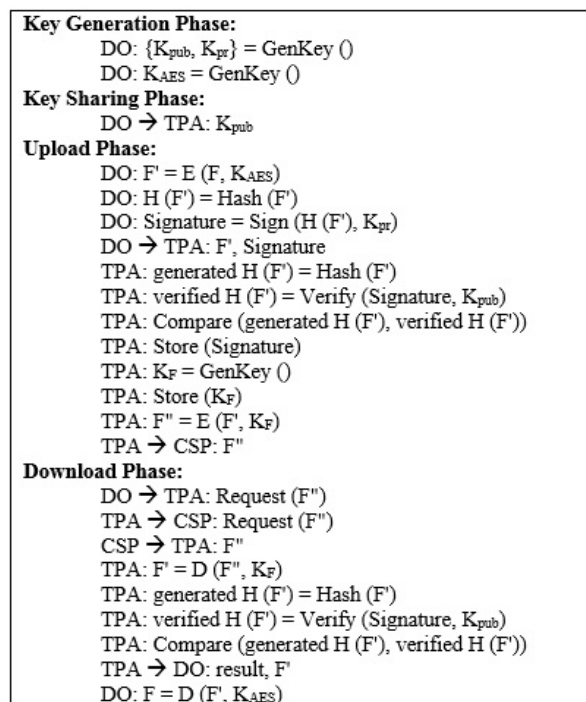 Key Generation Phase:
DO: {Kpub, Kpr} = GenKey ()
DO: KAES = GenKey ()
Key Sharing Phase:
DO → TPA: Kpub
Upload Phase:
DO: F' = E (F, KAES)
DO: H (F') = Hash (F')
DO: Signature = Sign (H (F'), Kpr)
DO → TPA: F', Signature
TPA: generated H (F') = Hash (F')
TPA: verified H (F') = Verify (Signature, Kpub)
TPA: Compare (generated H (F'), verified H (F'))
TPA: Store (Signature)
TPA: KF = GenKey ()
TPA: Store (KF)
TPA: F" = E (F', KF)
TPA → CSP: F"
Download Phase:
DO → TPA: Request (F")
TPA → CSP: Request (F")
CSP → TPA: F"
TPA: F' = D (F", KF)
TPA: generated H (F') = Hash (F')
TPA: verified H (F') = Verify (Signature, Kpub)
TPA: Compare (generated H (F'), verified H (F'))
TPA → DO: result, F'
DO: F = D (F', KAES)